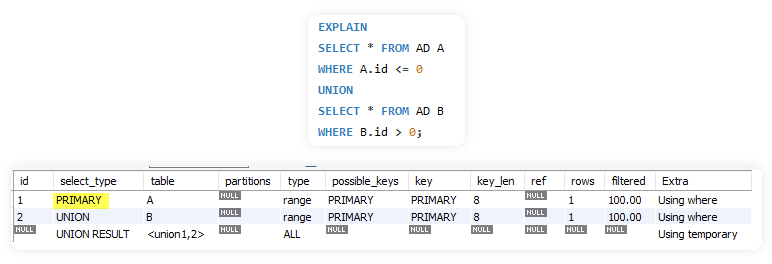 EXPLAIN
SELECT * FROM AD A
WHERE A.id <= 0
UNION
SELECT * FROM AD B
WHERE B.id > 0;
id select_type table partitions type possible_keys key key_len ref rows filtered Extra
1 PRIMARY A NULL range PRIMARY PRIMARY 8 NULL 1 100.00 Using where
2 UNION B NULL range PRIMARY PRIMARY 8 NULL 1 100.00 Using where
NULL UNION RESULT <union1,2> NULL ALL NULL NULL NULL NULL NULL NULL Using temporary